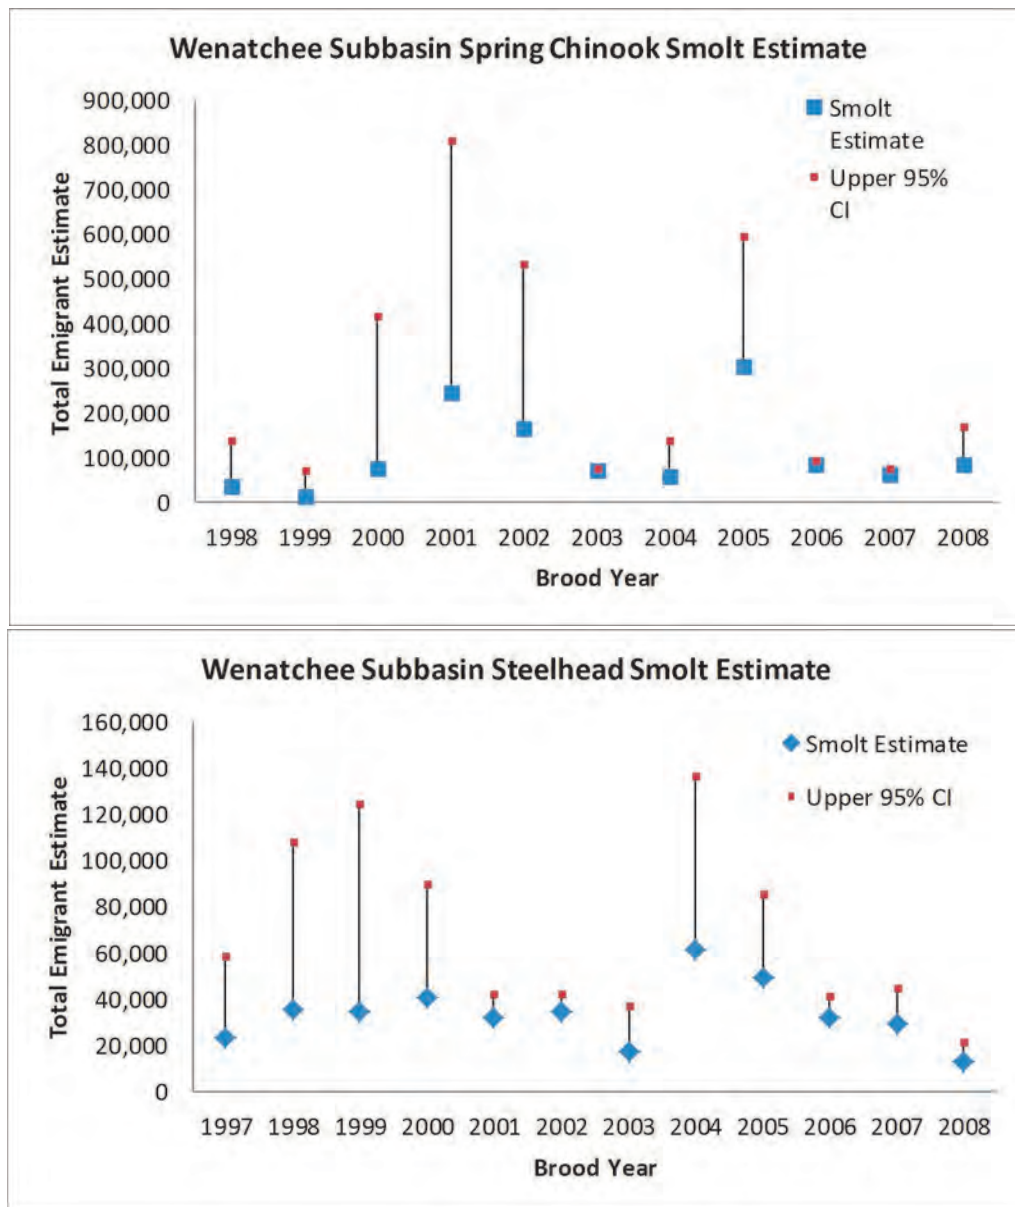 Wenatchee Subbasin Spring Chinook Smolt Estimate
Total Emigrant Estimate
900,000
800,000
700,000
600,000
500,000
400,000
300,000
200,000
100,000
0
Smolt
Estimate
Upper 95%
CI
1998 1999 2000 2001 2002 2003 2004 2005 2006 2007 2008
Brood Year
Wenatchee Subbasin Steelhead Smolt Estimate
Total Emigrant Estimate
160,000
140,000
120,000
100,000
80,000
60,000
40,000
20,000
0
Smolt Estimate
Upper 95% CI
1997 1998 1999 2000 2001 2002 2003 2004 2005 2006 2007 2008
Brood Year